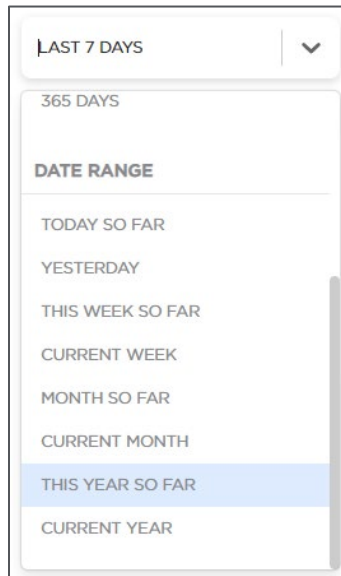 LAST 7 DAYS
365 DAYS
DATE RANGE
TODAY SO FAR
YESTERDAY
THIS WEEK SO FAR
CURRENT WEEK
MONTH SO FAR
CURRENT MONTH
THIS YEAR SO FAR
CURRENT YEAR